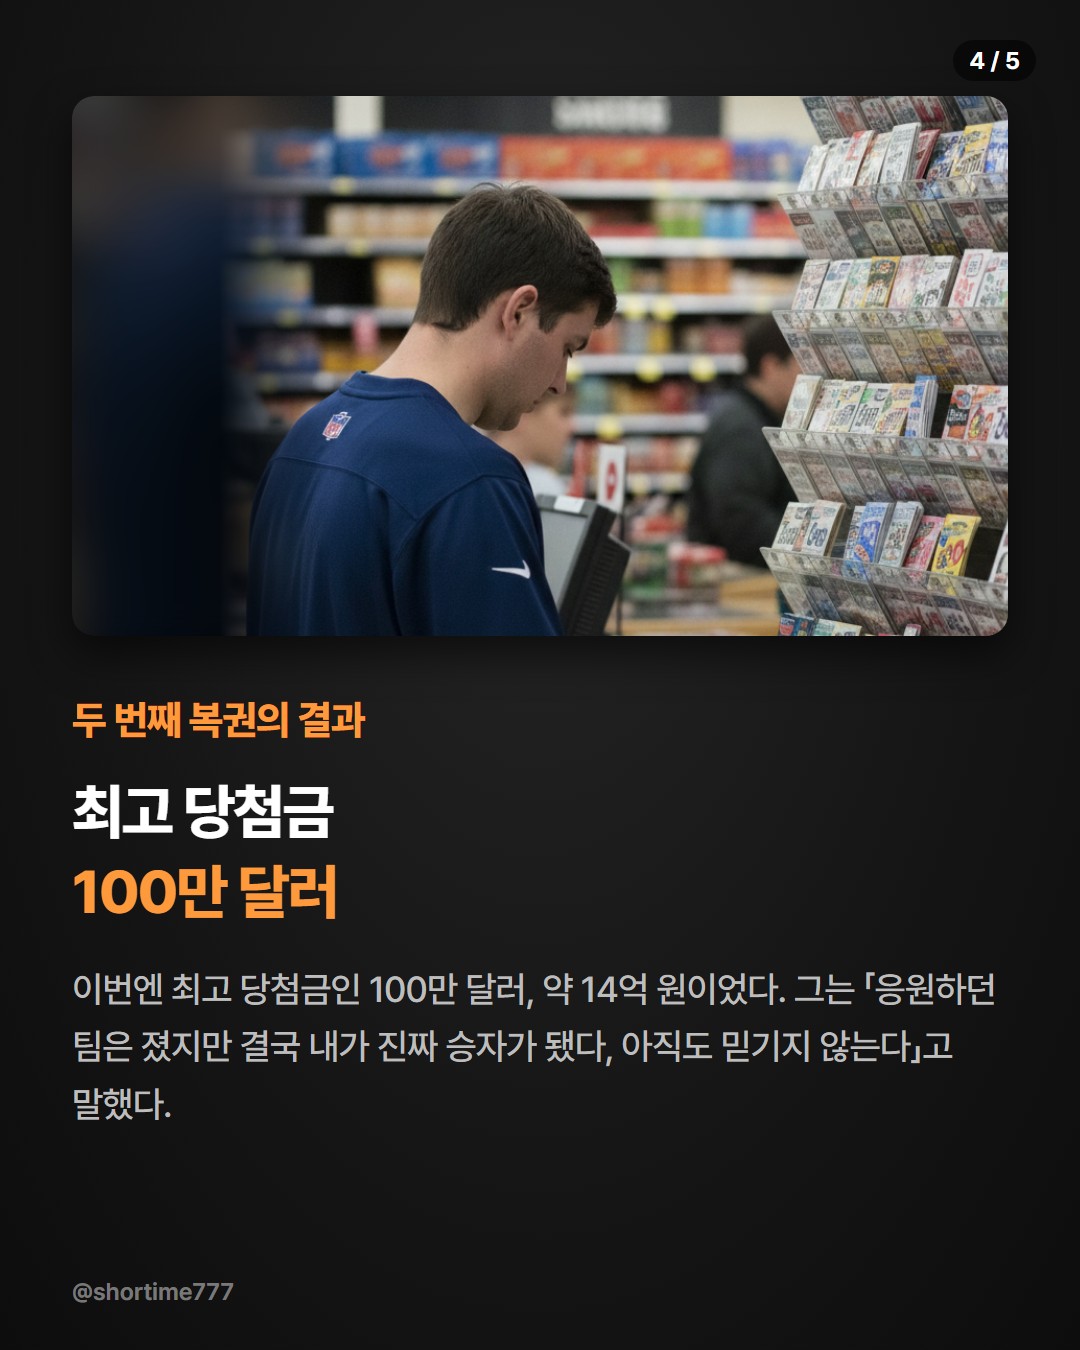 4 / 5
두 번째 복권의 결과
최고 당첨금
100만 달러
이번엔 최고 당첨금인 100만 달러, 약 14억 원이었다. 그는 「응원하던
팀은 졌지만 결국 내가 진짜 승자가 됐다, 아직도 믿기지 않는다」고
말했다.
@shortime777